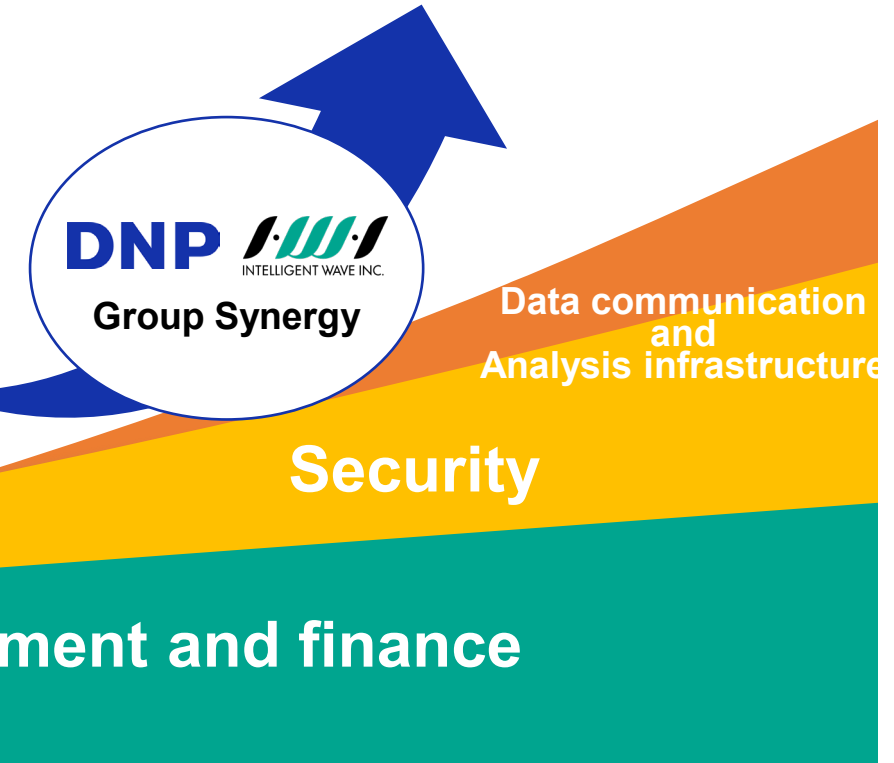 DNP
INTELLIGENT WAVE INC.
Group Synergy
Data communication
and
Analysis infrastructure
Security
ment and finance